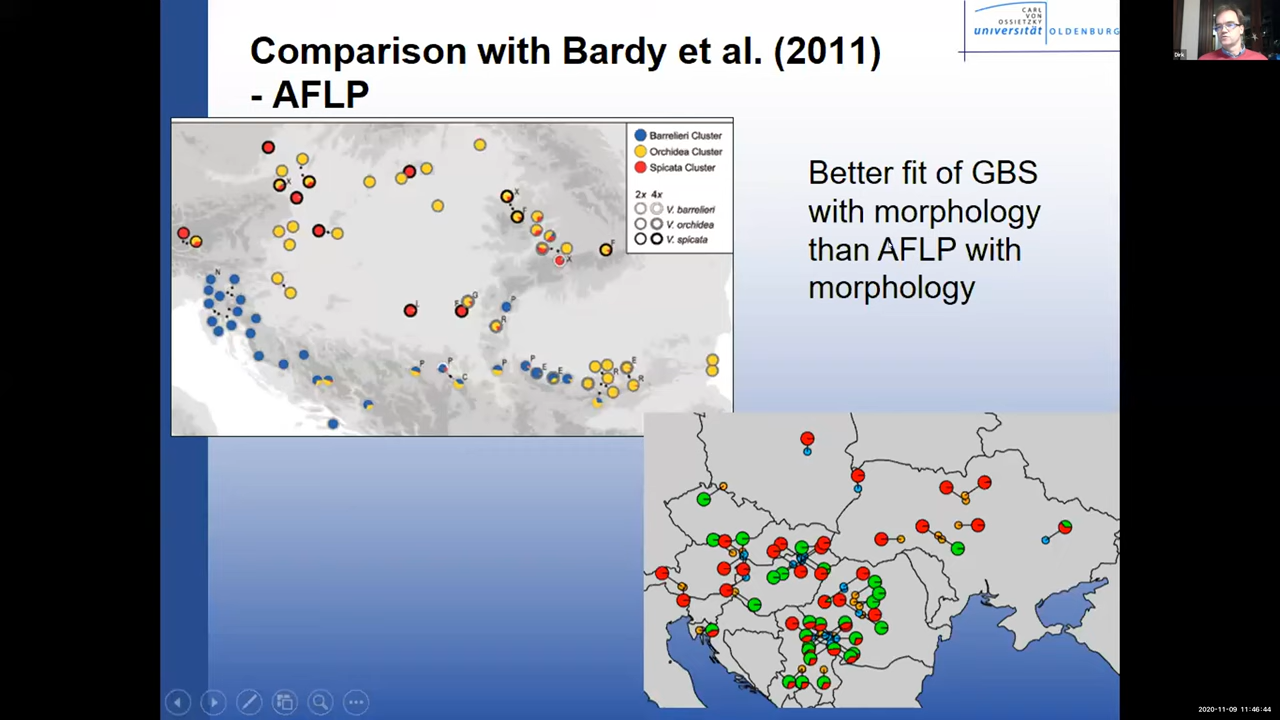 Comparison with Bardy et al. (2011)
- AFLP
CARL
VON
OSSIETZKY
universität OLDENBURG
Dirk
Barrelieri Cluster
Orchidea Cluster
Spicata Cluster
2x 4x
V. barrelieri
V. orchidea
V. spicata
Better fit of GBS
with morphology
than AFLP with
morphology
X
X
F
F
X
N
L
F
G
P
R
P
P
C
P
P
E
E
R
E
R
2020-11-09 11:46:44